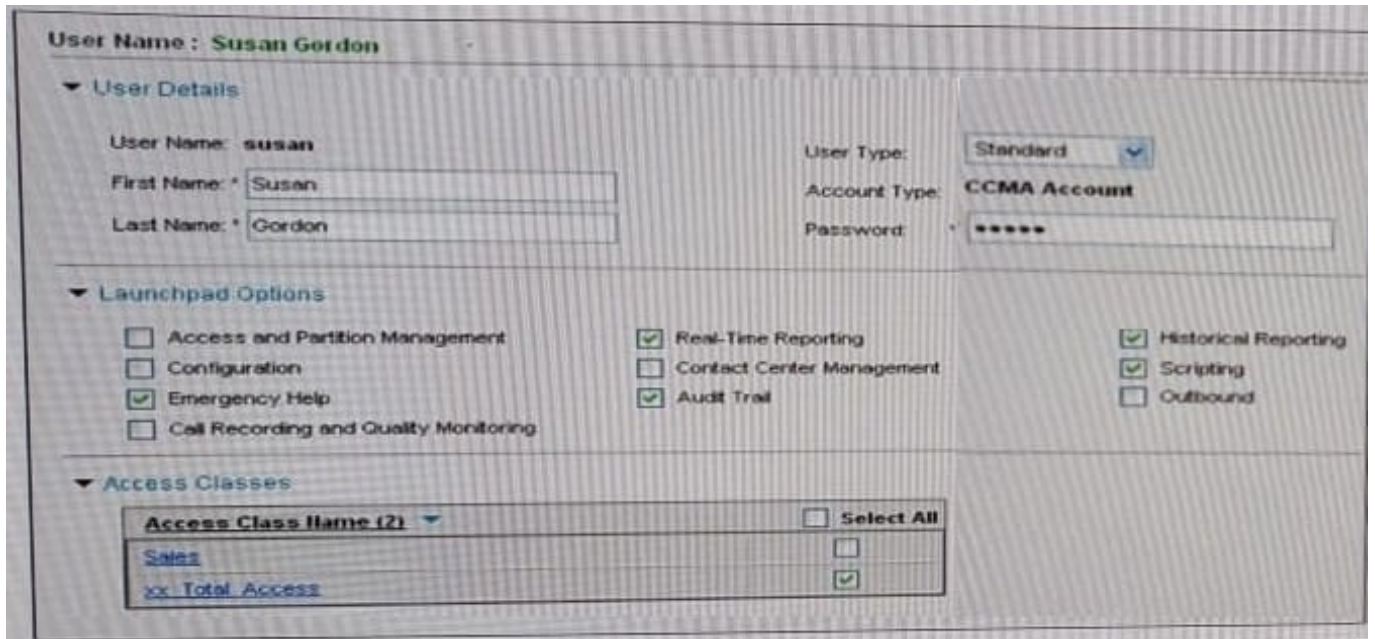 User Name : Susan Gordon
User Details
User Name: susan
User Type: Standard
First Name: * Susan
Account Type: CCMA Account
Last Name: * Gordon
Password: * •••••
Launchpad Options
Access and Partition Management Real-Time Reporting Historical Reporting
Configuration Contact Center Management Scripting
Emergency Help Audit Trail Outbound
Call Recording and Quality Monitoring
Access Classes
Access Class Name (2) Select All
Sales
xx_Total_Access